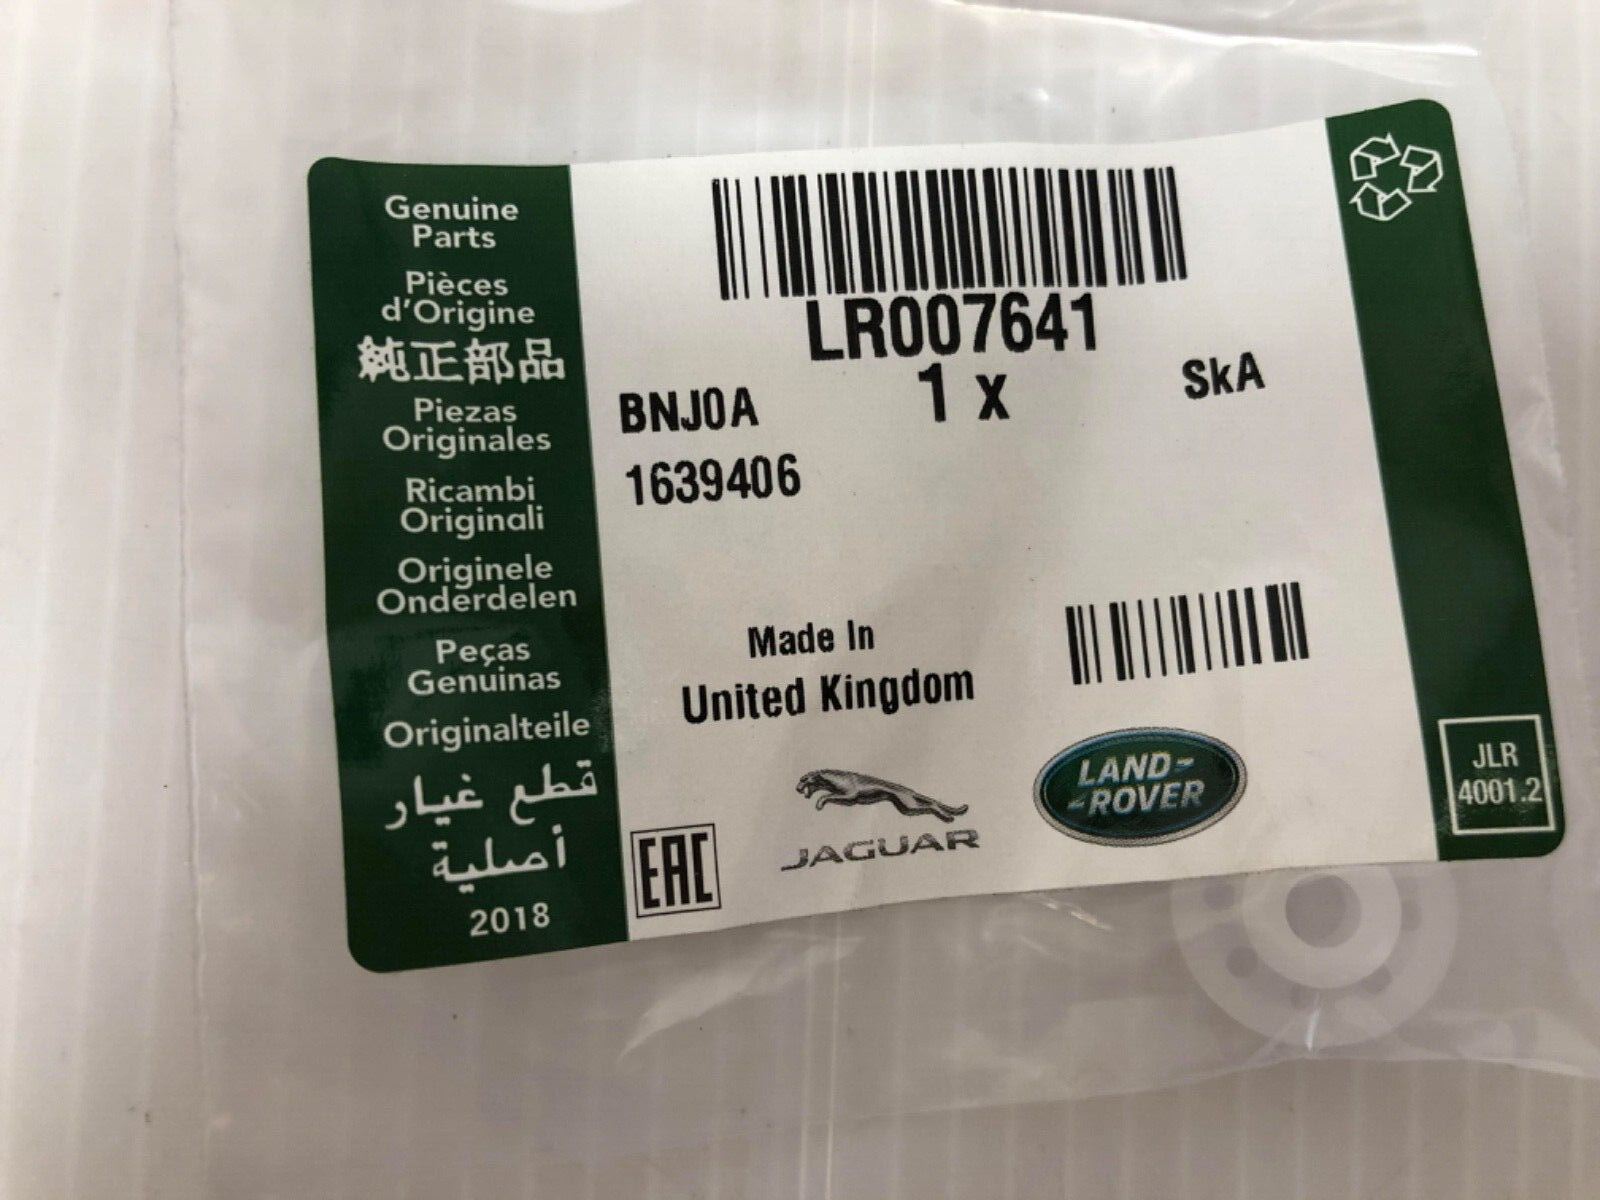 Genuine
Parts
Pièces
d'Origine
純正部品
Piezas
Originales
Ricambi
Originali
Originele
Onderdelen
Peças
Genuinas
Originalteile
قطع غيار
أصلية
2018
LR007641
1 x
SkA
BNJ0A
1639406
Made In
United Kingdom
EAC
JAGUAR
LAND-
-ROVER
JLR
4001.2